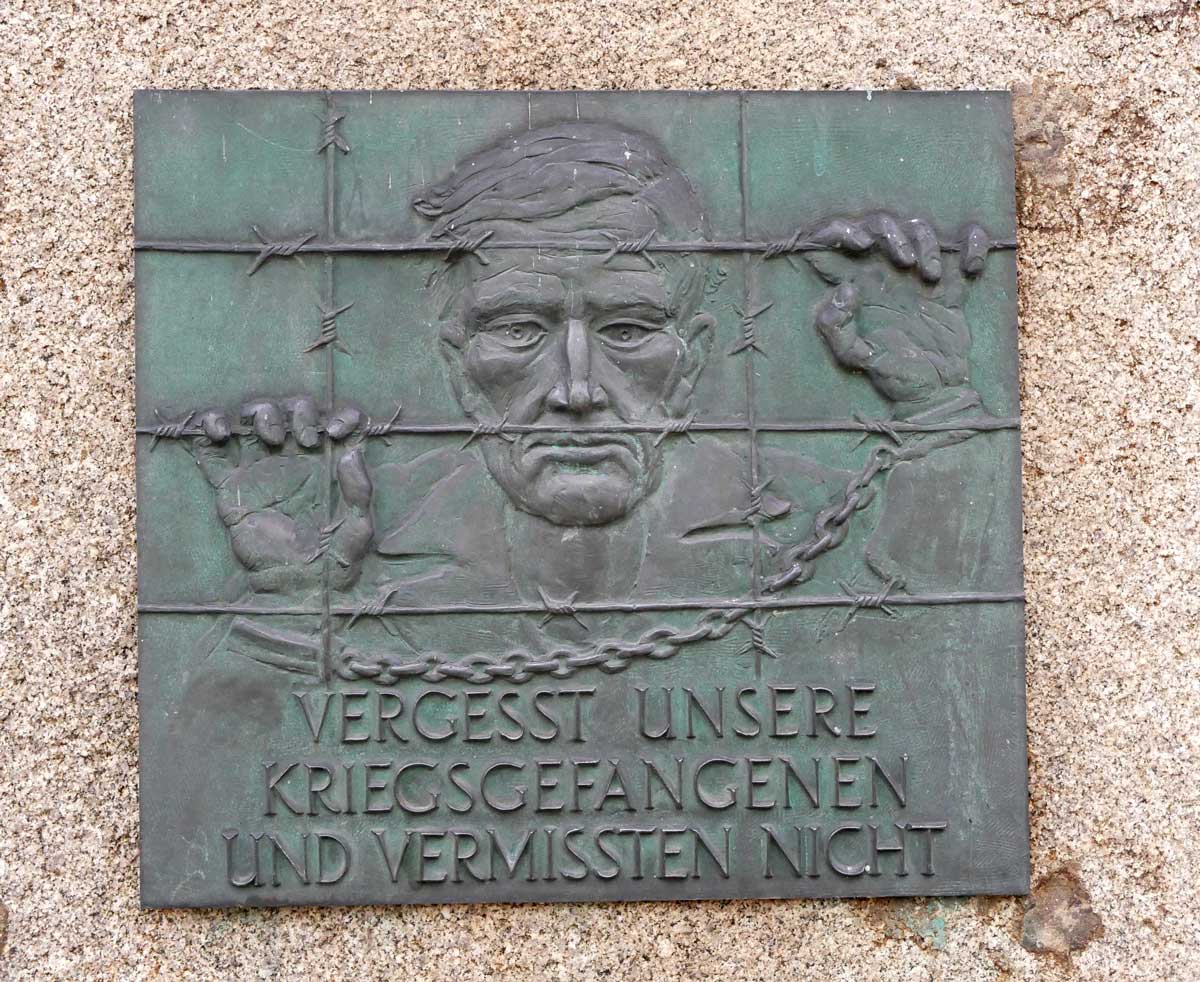 VERGESST UNSERE
KRIEGSGEFANGENEN
UND VERMISSTEN NICHT